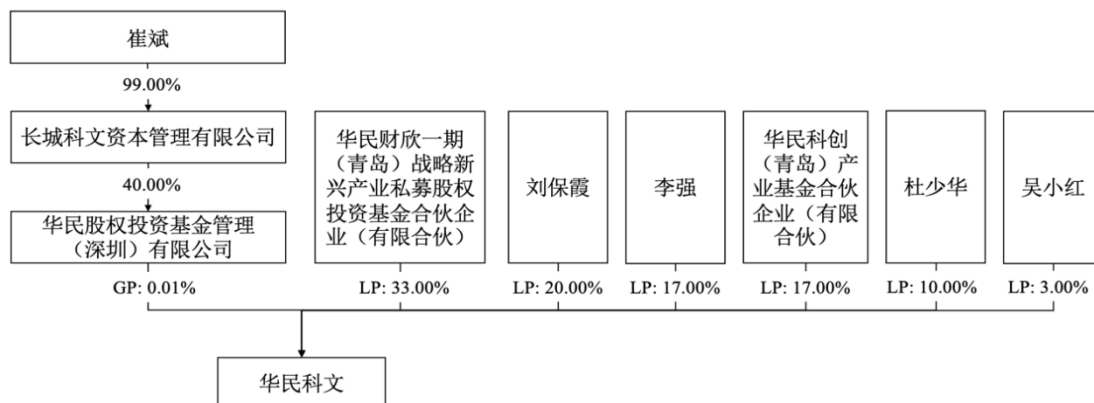 崔斌
99.00%
长城科文资本管理有限公司
40.00%
华民股权投资基金管理
（深圳）有限公司
GP: 0.01%
华民财欣一期
（青岛）战略新
兴产业私募股权
投资基金合伙企
业（有限合伙）
LP: 33.00%
刘保霞
LP: 20.00%
李强
LP: 17.00%
华民科创
（青岛）产
业基金合伙
企业（有限
合伙）
LP: 17.00%
杜少华
LP: 10.00%
吴小红
LP: 3.00%
华民科文